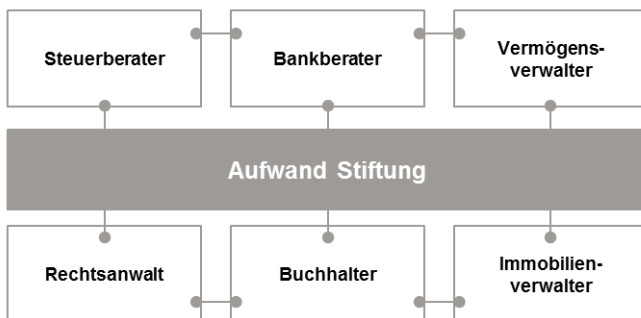 Steuerberater
Bankberater
Vermögens-
verwalter
Aufwand Stiftung
Rechtsanwalt
Buchhalter
Immobilien-
verwalter